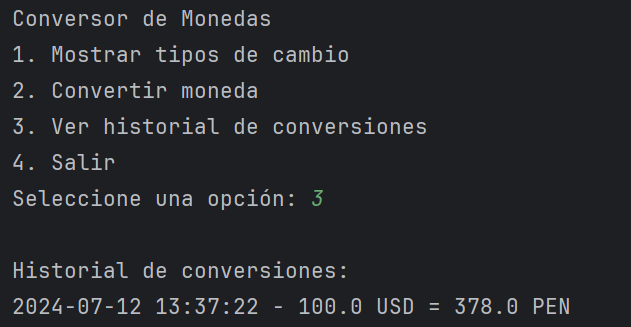 Conversor de Monedas
1. Mostrar tipos de cambio
2. Convertir moneda
3. Ver historial de conversiones
4. Salir
Seleccione una opción: 3
Historial de conversiones:
2024-07-12 13:37:22 - 100.0 USD = 378.0 PEN